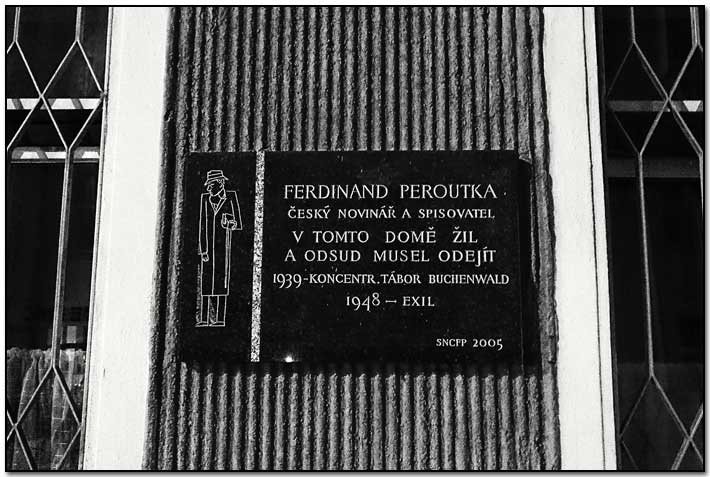 FERDINAND PEROUTKA
ČESKÝ NOVINÁŘ A SPISOVATEL
V TOMTO DOMĚ ŽIL
A ODSUD MUSEL ODEJÍT
1939-KONCENTR. TÁBOR BUCHENWALD
1948 – EXIL
SNCFP 2005